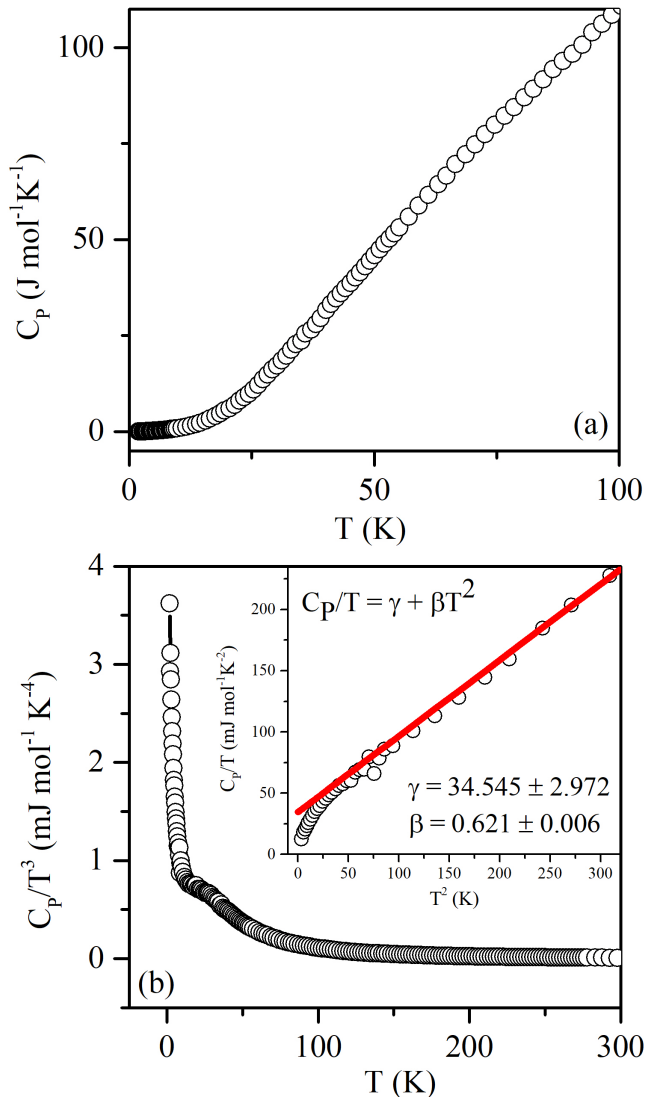 100
50
0
C_P (J mol^-1K^-1)
(a)
0
50
100
T (K)
4
3
2
1
0
C_P/T^3 (mJ mol^-1 K^-4)
C_P/T = γ + βT^2
200
150
100
50
0
C_P/T (mJ mol^-1K^-2)
γ = 34.545 ± 2.972
β = 0.621 ± 0.006
0 50 100 150 200 250 300
T^2 (K)
(b)
0
100
200
300
T (K)